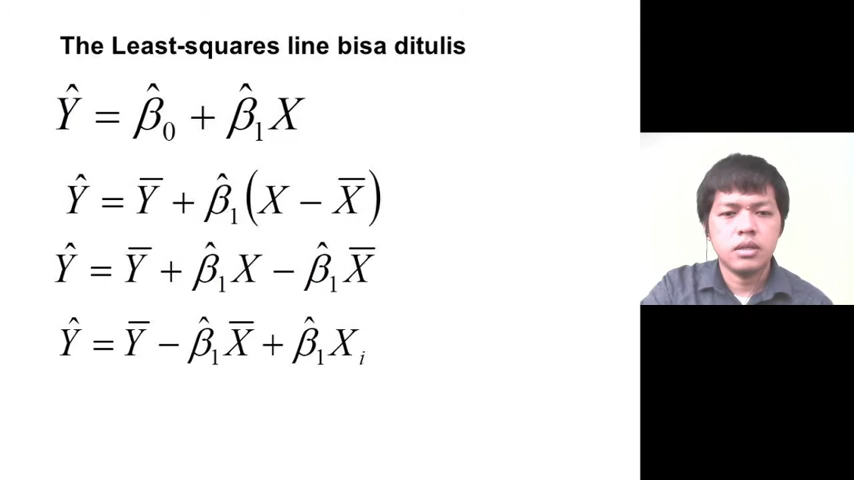 The Least-squares line bisa ditulis
Ŷ = β̂₀ + β̂₁X
Ŷ = Y̅ + β̂₁(X − X̅)
Ŷ = Y̅ + β̂₁X − β̂₁X̅
Ŷ = Y̅ − β̂₁X̅ + β̂₁Xᵢ